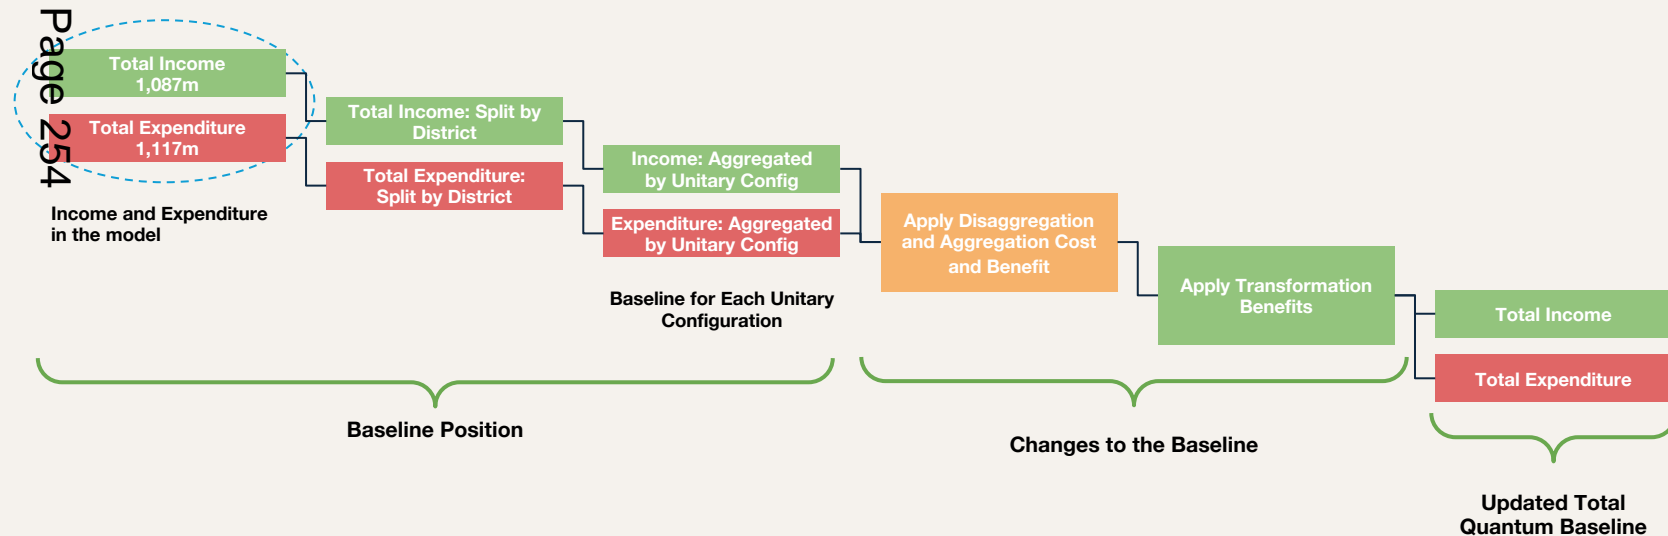 Page 254
Total Income
1,087m
Total Expenditure
1,117m
Income and Expenditure
in the model
Total Income: Split by
District
Total Expenditure:
Split by District
Income: Aggregated
by Unitary Config
Expenditure: Aggregated
by Unitary Config
Baseline for Each Unitary
Configuration
Apply Disaggregation
and Aggregation Cost
and Benefit
Apply Transformation
Benefits
Total Income
Total Expenditure
Baseline Position
Changes to the Baseline
Updated Total
Quantum Baseline